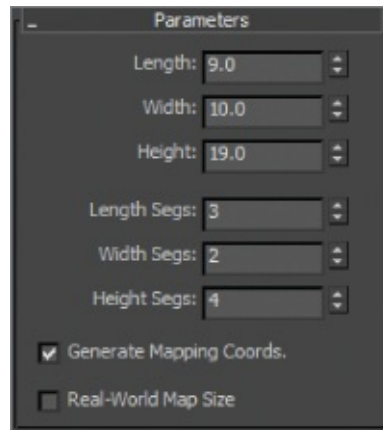 Parameters
Length: 9.0
Width: 10.0
Height: 19.0
Length Segs: 3
Width Segs: 2
Height Segs: 4
Generate Mapping Coords.
Real-World Map Size